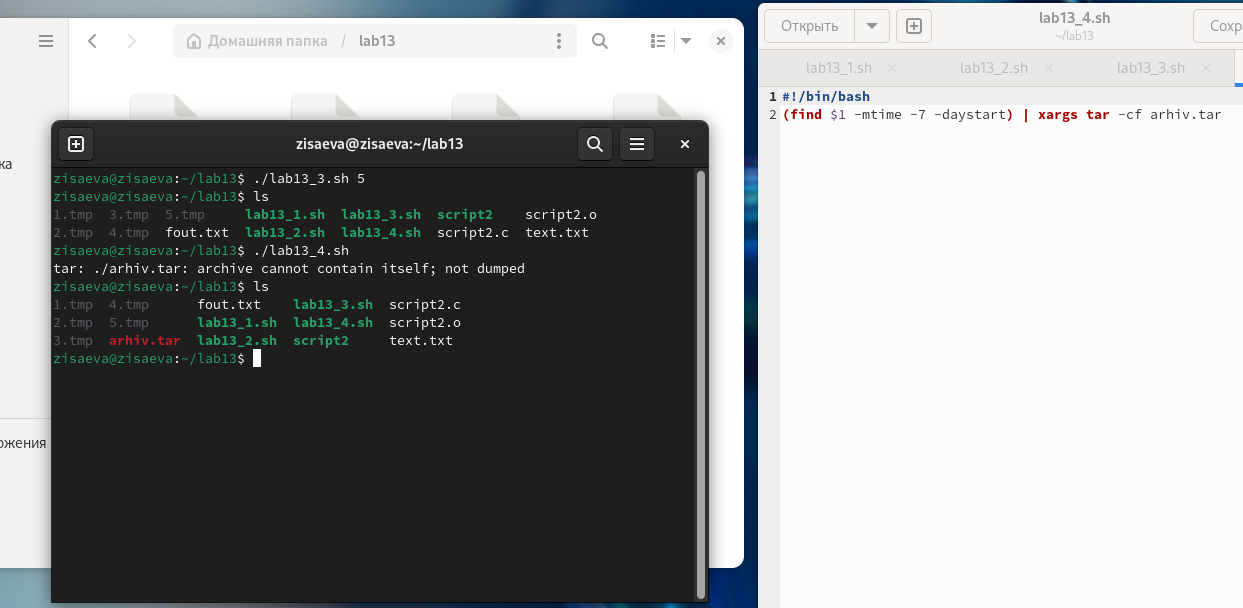 Домашняя папка / lab13
ка
ожения
zisaeva@zisaeva:~/lab13
zisaeva@zisaeva:~/lab13$ ./lab13_3.sh 5
zisaeva@zisaeva:~/lab13$ ls
1.tmp 3.tmp 5.tmp lab13_1.sh lab13_3.sh script2 script2.o
2.tmp 4.tmp fout.txt lab13_2.sh lab13_4.sh script2.c text.txt
zisaeva@zisaeva:~/lab13$ ./lab13_4.sh
tar: ./arhiv.tar: archive cannot contain itself; not dumped
zisaeva@zisaeva:~/lab13$ ls
1.tmp 4.tmp fout.txt lab13_3.sh script2.c
2.tmp 5.tmp lab13_1.sh lab13_4.sh script2.o
3.tmp arhiv.tar lab13_2.sh script2 text.txt
zisaeva@zisaeva:~/lab13$
Открыть
lab13_4.sh
~/lab13
Сохр
lab13_1.sh
lab13_2.sh
lab13_3.sh
1 #!/bin/bash
2 (find $1 -mtime -7 -daystart) | xargs tar -cf arhiv.tar